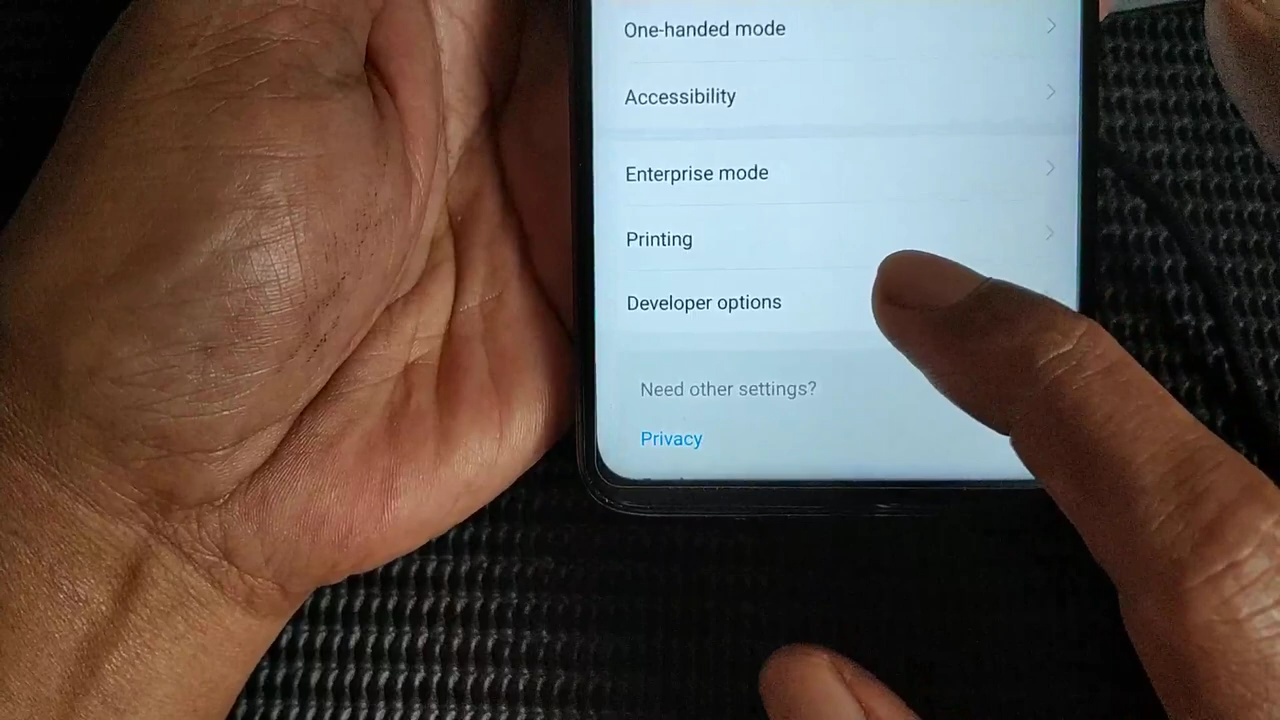 One-handed mode
Accessibility
Enterprise mode
Printing
Developer options
Need other settings?
Privacy